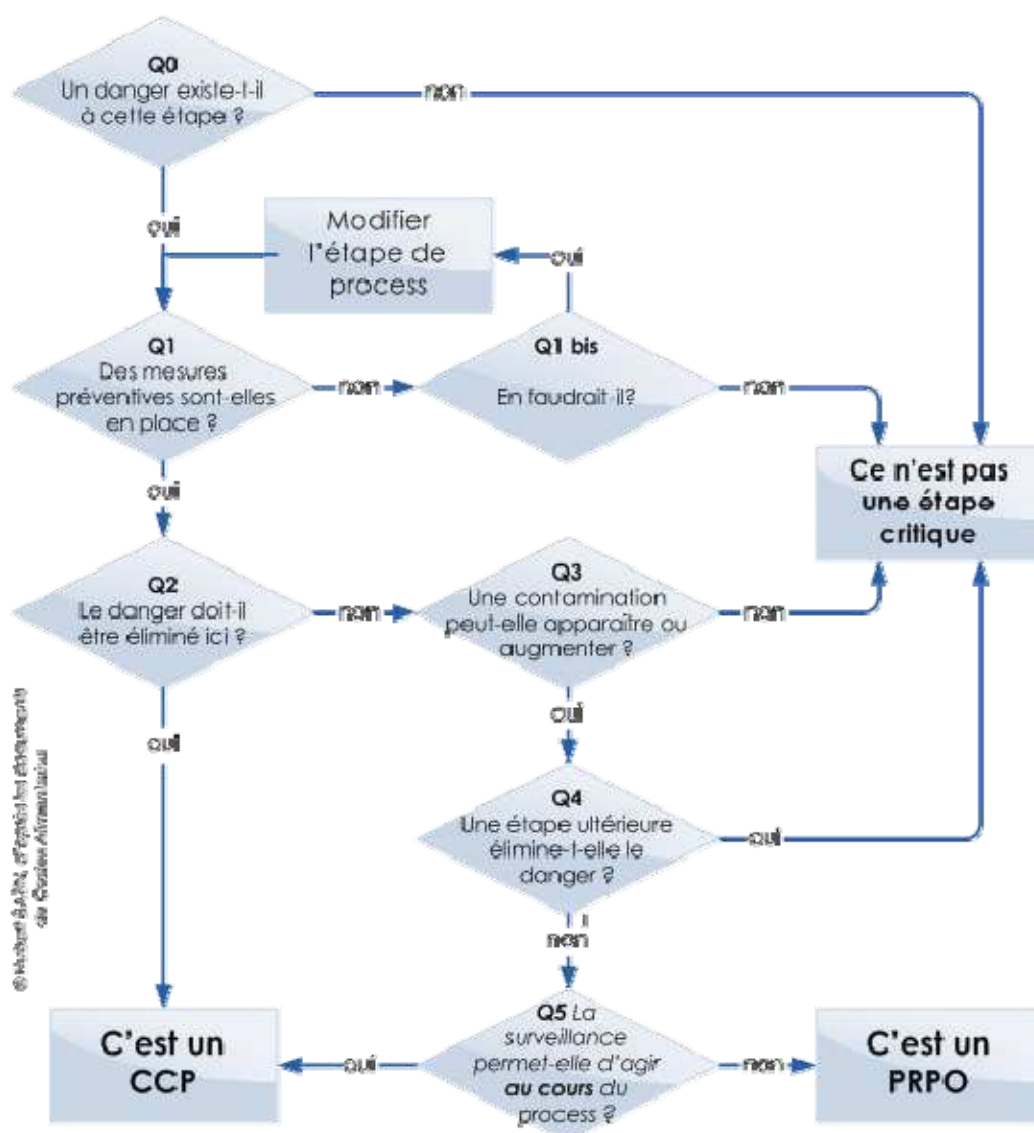 Q0
Un danger existe-t-il
à cette étape ?
non
oui
Modifier
l'étape de
process
oui
Q1
Des mesures
préventives sont-elles
en place ?
non
Q1 bis
En faudrait-il?
non
oui
Ce n'est pas
une étape
critique
Q2
Le danger doit-il
être éliminé ici ?
non
Q3
Une contamination
peut-elle apparaître ou
augmenter ?
non
oui
oui
Q4
Une étape ultérieure
élimine-t-elle le
danger ?
oui
non
C'est un
CCP
oui
Q5 La
surveillance
permet-elle d'agir
au cours du
process ?
non
C'est un
PRPO